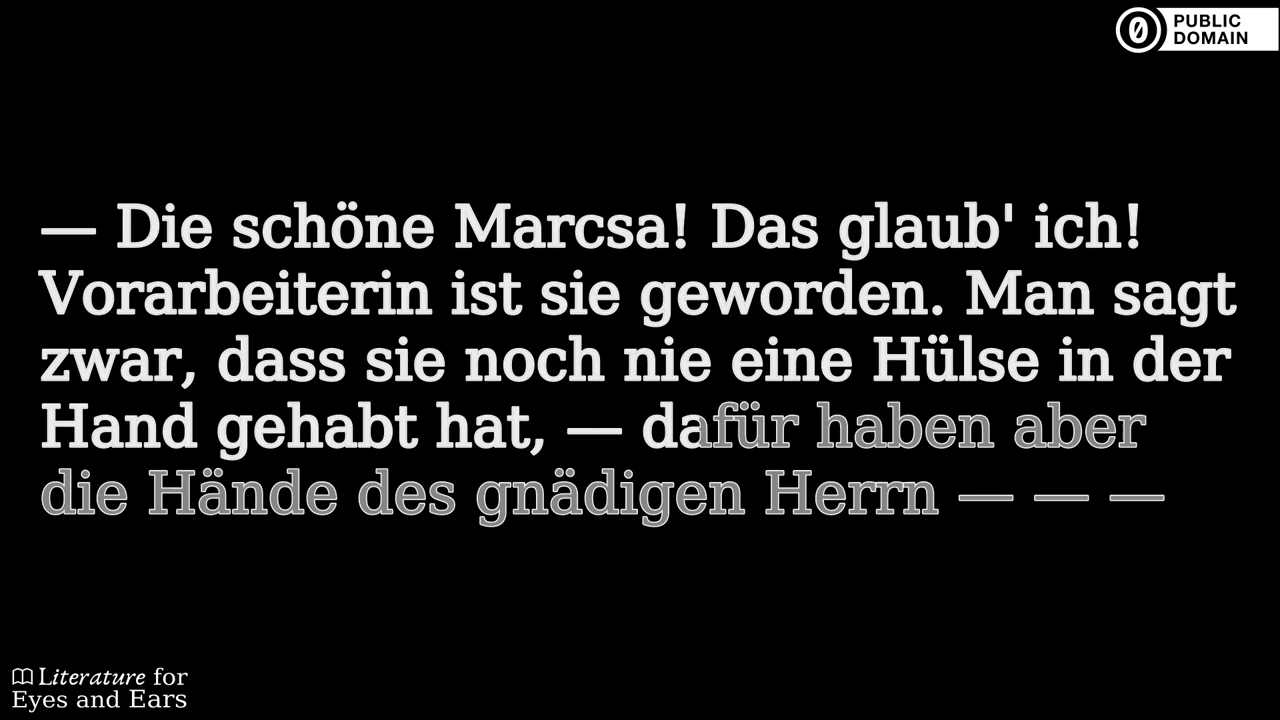 PUBLIC
DOMAIN
— Die schöne Marcsa! Das glaub' ich!
Vorarbeiterin ist sie geworden. Man sagt
zwar, dass sie noch nie eine Hülse in der
Hand gehabt hat, — dafür haben aber
die Hände des gnädigen Herrn — — —
Literature for
Eyes and Ears